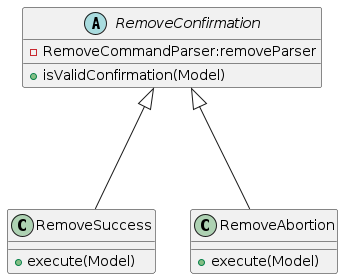 A RemoveConfirmation
RemoveCommandParser:removeParser
isValidConfirmation(Model)
C RemoveSuccess
C RemoveAbortion
execute(Model)
execute(Model)